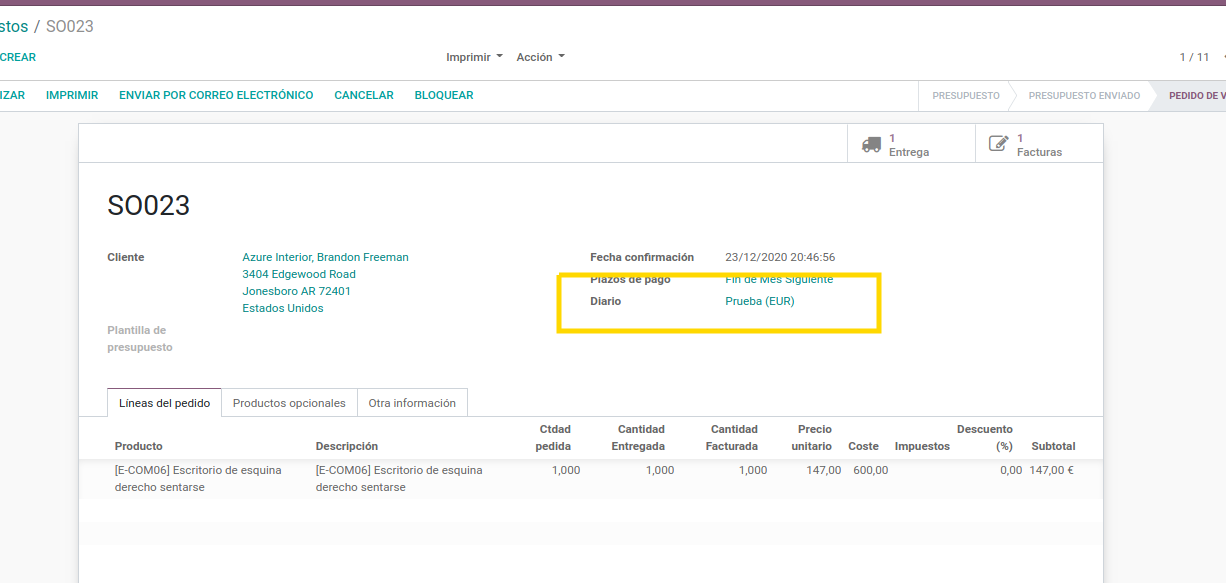 stos / SO023
CREAR
Imprimir Acción
1 / 11
IZAR IMPRIMIR ENVIAR POR CORREO ELECTRÓNICO CANCELAR BLOQUEAR
PRESUPUESTO PRESUPUESTO ENVIADO PEDIDO DE V
1
Entrega
1
Facturas
SO023
Cliente
Azure Interior, Brandon Freeman
3404 Edgewood Road
Jonesboro AR 72401
Estados Unidos
Plantilla de
presupuesto
Fecha confirmación 23/12/2020 20:46:56
Plazos de pago Fin de Mes Siguiente
Diario Prueba (EUR)
Líneas del pedido Productos opcionales Otra información
Producto Descripción Ctdad pedida Cantidad Entregada Cantidad Facturada Precio unitario Coste Impuestos Descuento (%) Subtotal
[E-COM06] Escritorio de esquina [E-COM06] Escritorio de esquina 1,000 1,000 1,000 147,00 600,00 0,00 147,00 €
derecho sentarse derecho sentarse